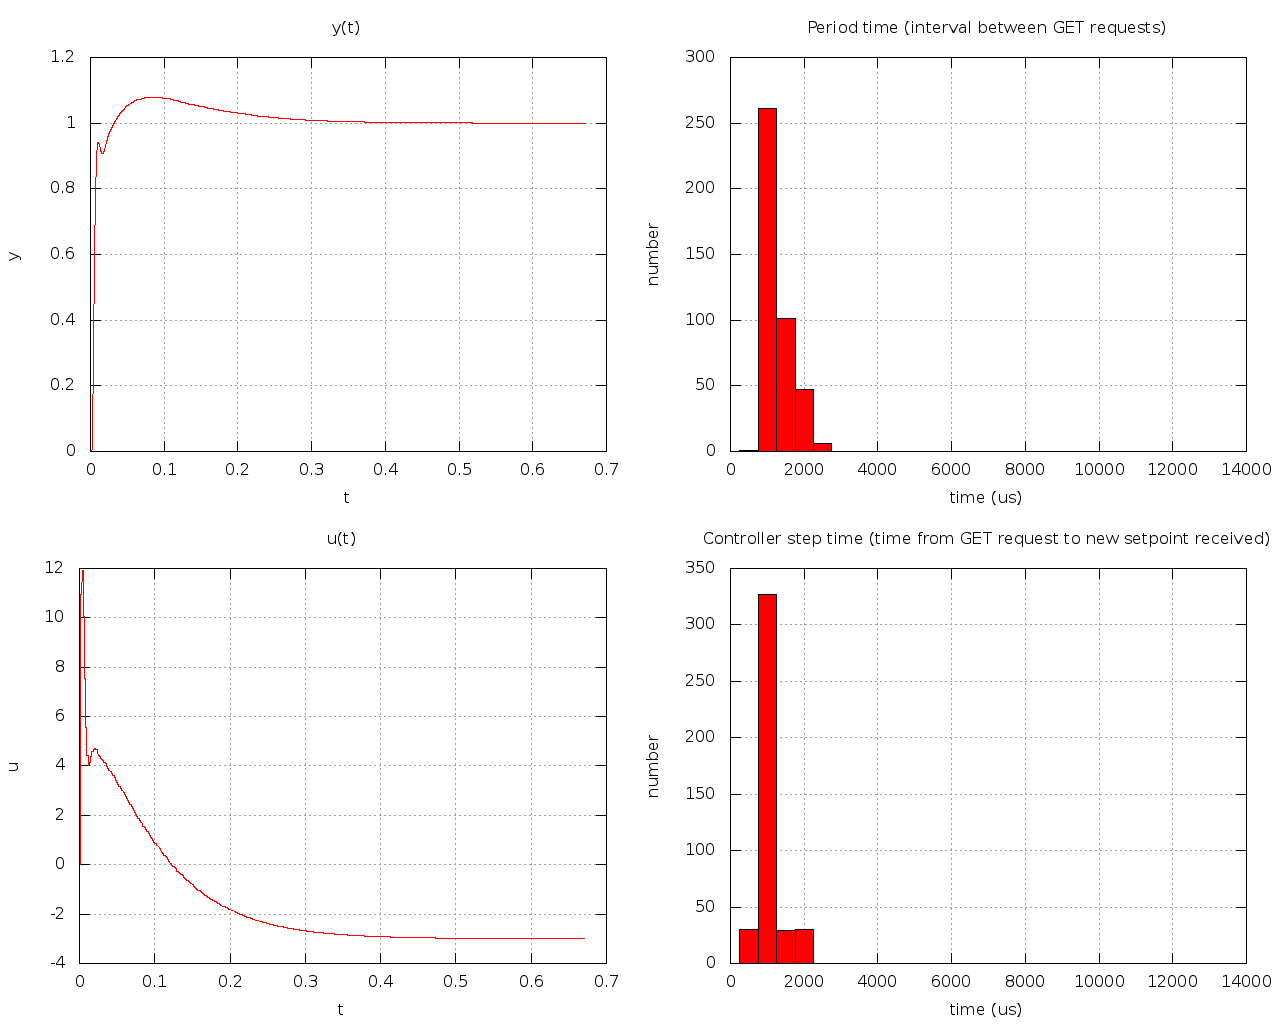 y(t)
1.2
1
0.8
0.6
0.4
0.2
0
y
0 0.1 0.2 0.3 0.4 0.5 0.6 0.7
t
Period time (interval between GET requests)
300
250
200
150
100
50
0
number
0 2000 4000 6000 8000 10000 12000 14000
time (us)
u(t)
12
10
8
6
4
2
0
-2
-4
u
0 0.1 0.2 0.3 0.4 0.5 0.6 0.7
t
Controller step time (time from GET request to new setpoint received)
350
300
250
200
150
100
50
0
number
0 2000 4000 6000 8000 10000 12000 14000
time (us)